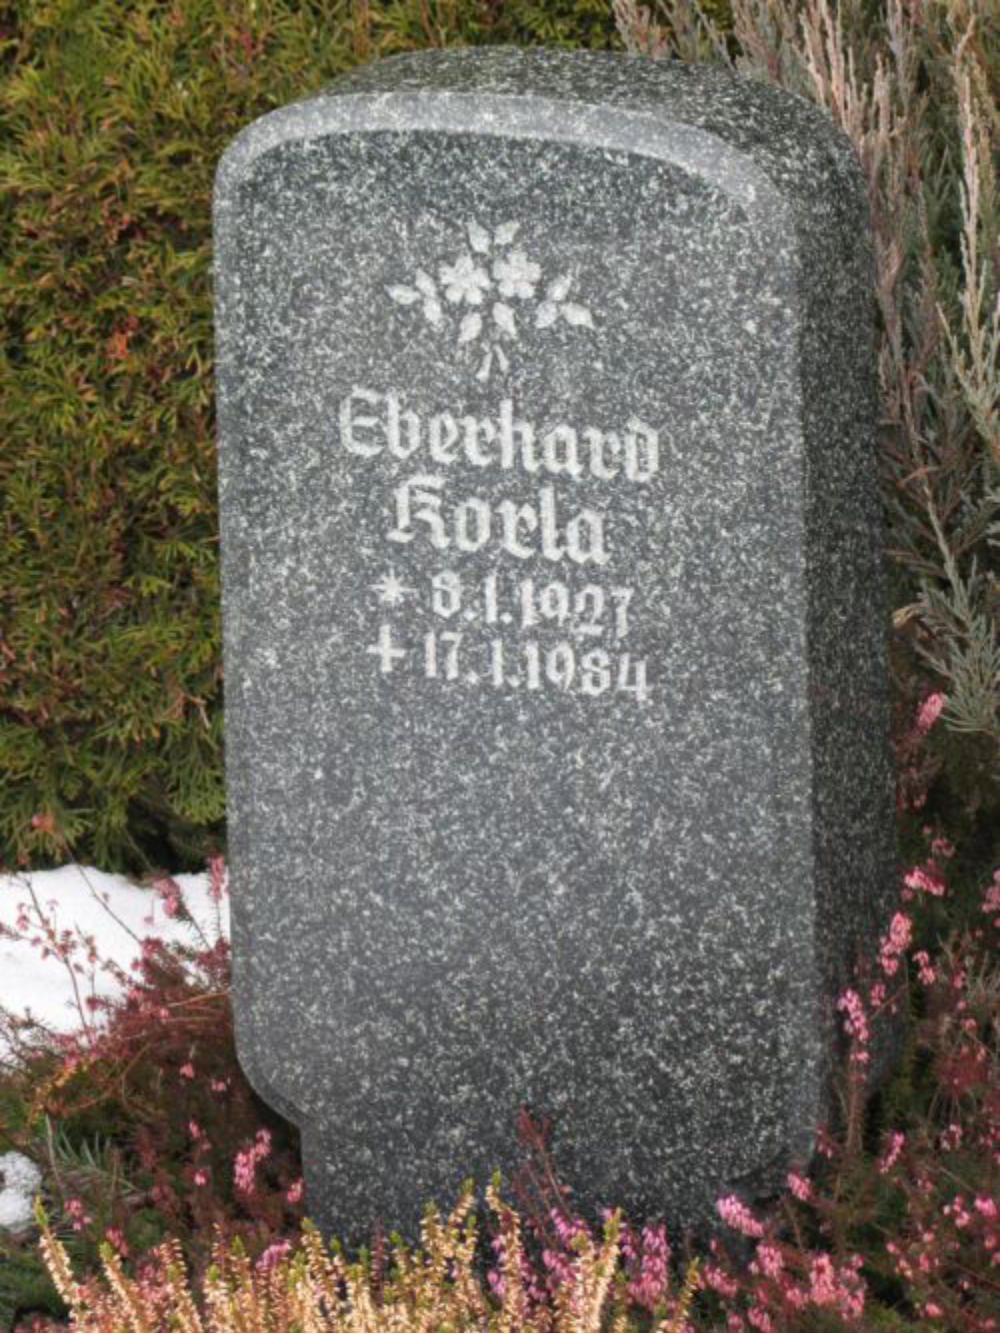 Eberhard
Korla
* 8.1.1927
+ 17.1.1984